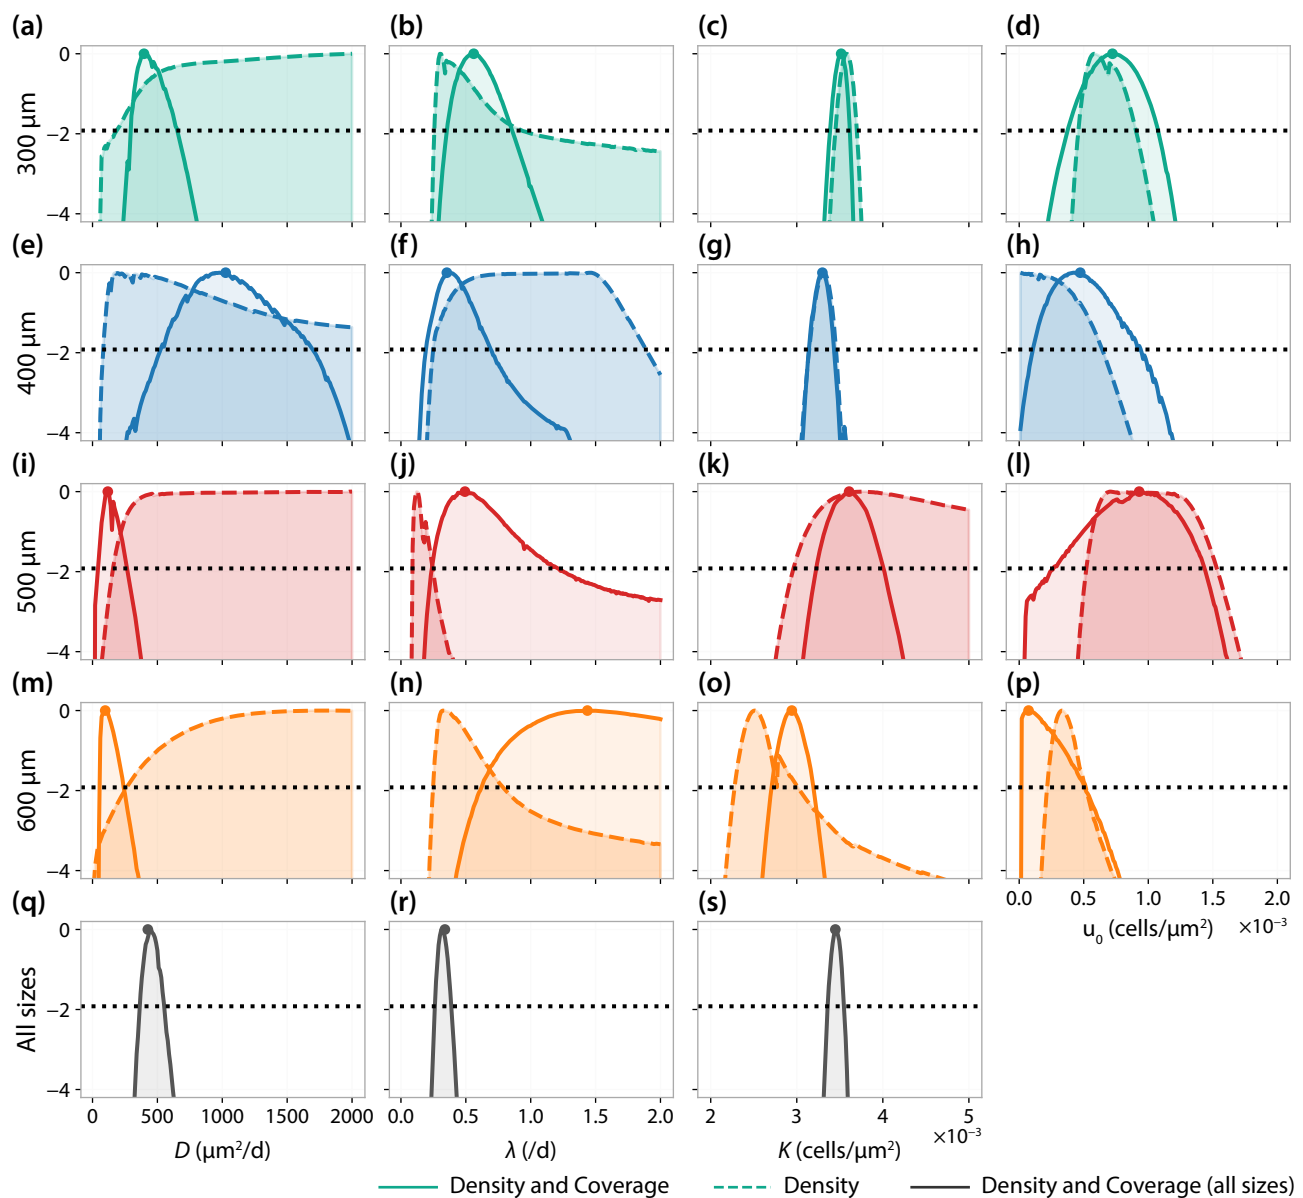 (a) (b) (c) (d)
0
−2
−4
300 μm
(e) (f) (g) (h)
0
−2
−4
400 μm
(i) (j) (k) (l)
0
−2
−4
500 μm
(m) (n) (o) (p)
0
−2
−4
600 μm
0.0 0.5 1.0 1.5 2.0
u0 (cells/μm²) ×10−3
(q) (r) (s)
0
−2
−4
All sizes
0 500 1000 1500 2000 0.0 0.5 1.0 1.5 2.0 2 3 4 5
×10−3
D (μm²/d) λ (/d) K (cells/μm²)
Density and Coverage Density Density and Coverage (all sizes)